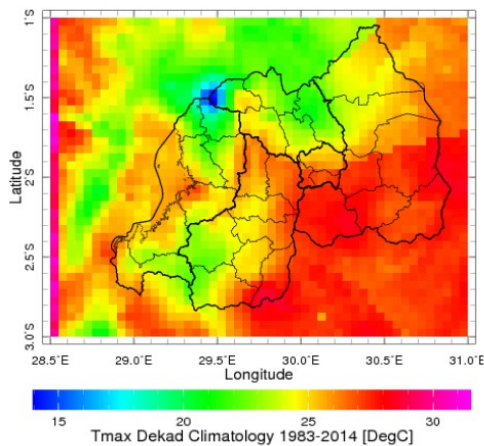 1°S
1.5°S
2°S
2.5°S
3.0°S
Latitude
28.5°E 29.0°E 29.5°E 30.0°E 30.5°E 31.0°E
Longitude
15 20 25 30
Tmax Dekad Climatology 1983-2014 [DegC]